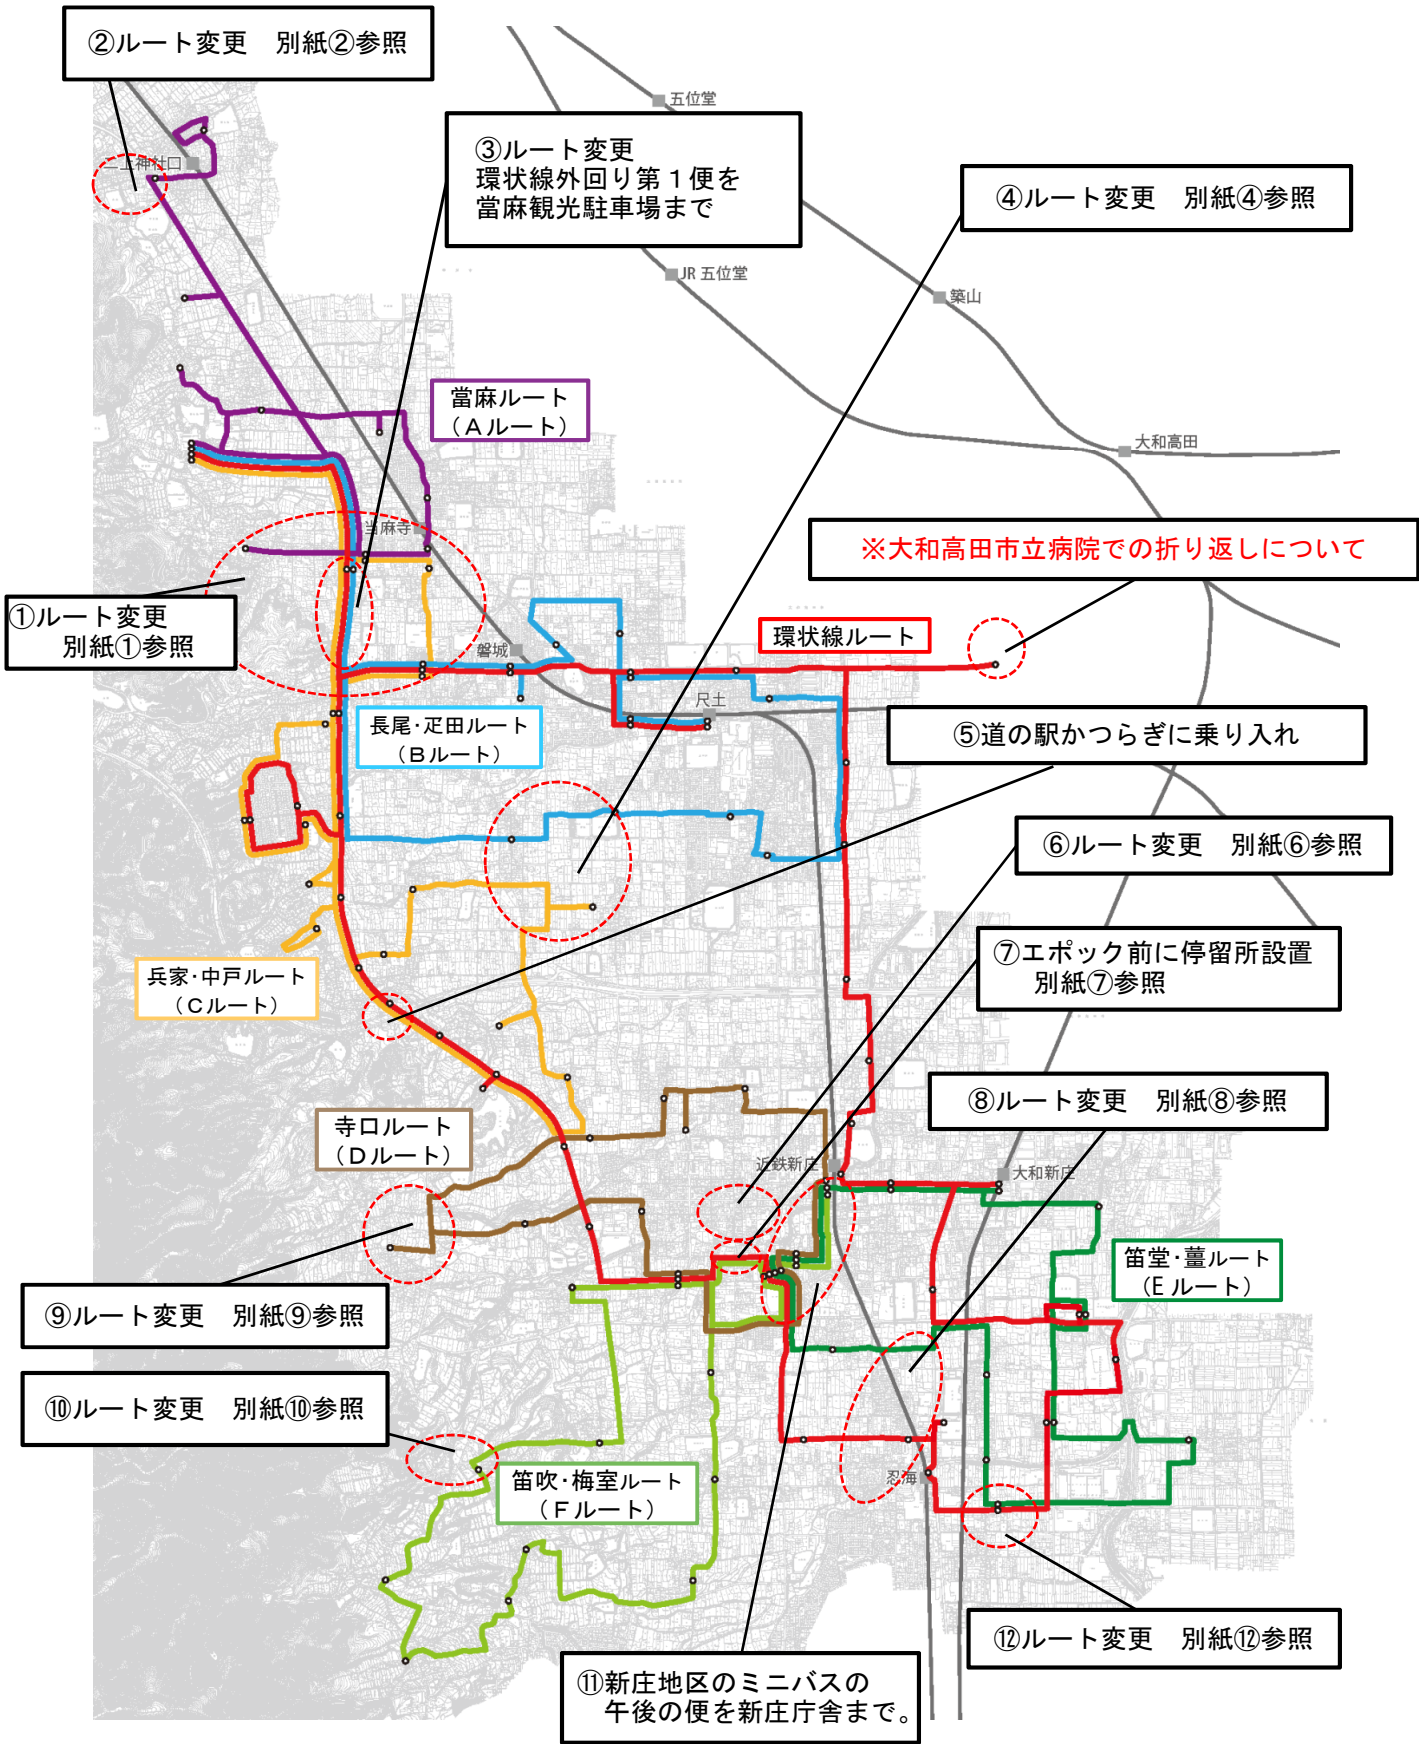 ②ルート変更　別紙②参照
五位堂
③ルート変更
環状線外回り第１便を
當麻観光駐車場まで
二上神社口
④ルート変更　別紙④参照
JR 五位堂
築山
當麻ルート
（Ａルート）
大和高田
当麻寺
※大和高田市立病院での折り返しについて
①ルート変更
別紙①参照
環状線ルート
磐城
尺土
長尾・疋田ルート
（Ｂルート）
⑤道の駅かつらぎに乗り入れ
⑥ルート変更　別紙⑥参照
⑦エポック前に停留所設置
別紙⑦参照
兵家・中戸ルート
（Ｃルート）
⑧ルート変更　別紙⑧参照
寺口ルート
（Ｄルート）
近鉄新庄
大和新庄
笛堂・薑ルート
（Ｅルート）
⑨ルート変更　別紙⑨参照
⑩ルート変更　別紙⑩参照
笛吹・梅室ルート
（Ｆルート）
忍海
⑫ルート変更　別紙⑫参照
⑪新庄地区のミニバスの
午後の便を新庄庁舎まで。